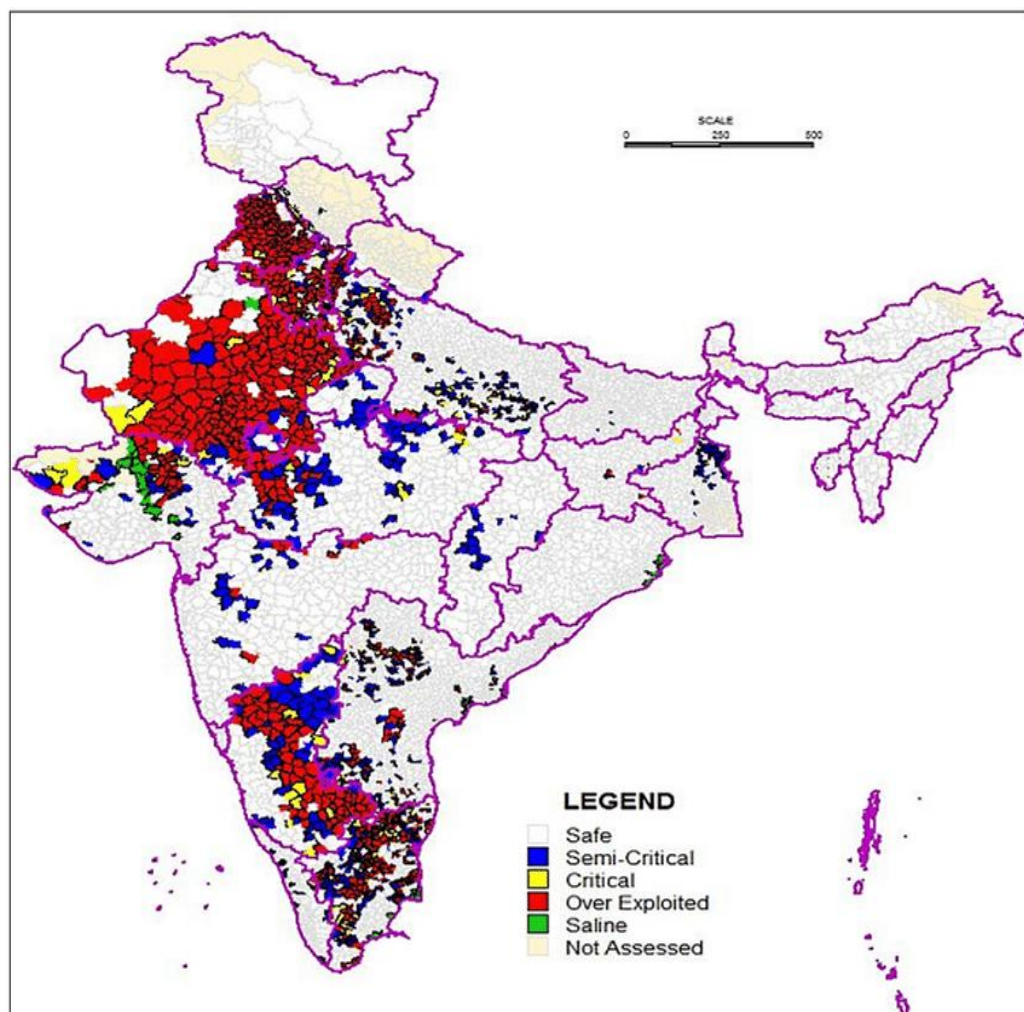 SCALE
0 250 500
LEGEND
Safe
Semi-Critical
Critical
Over Exploited
Saline
Not Assessed